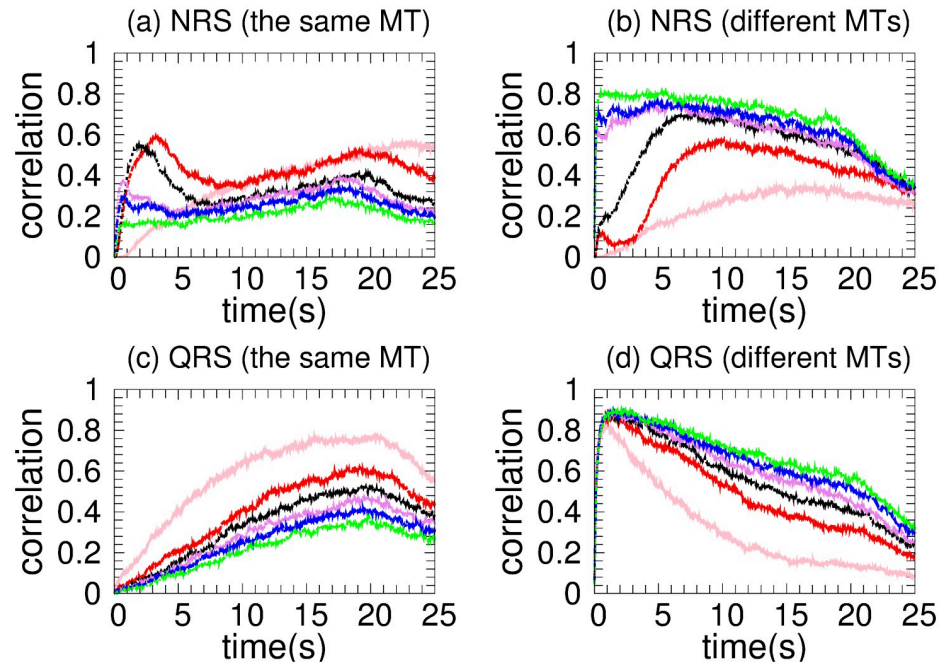 (a) NRS (the same MT)
1
0.8
0.6
0.4
0.2
0
correlation
0 5 10 15 20 25
time(s)
(b) NRS (different MTs)
1
0.8
0.6
0.4
0.2
0
correlation
0 5 10 15 20 25
time(s)
(c) QRS (the same MT)
1
0.8
0.6
0.4
0.2
0
correlation
0 5 10 15 20 25
time(s)
(d) QRS (different MTs)
1
0.8
0.6
0.4
0.2
0
correlation
0 5 10 15 20 25
time(s)